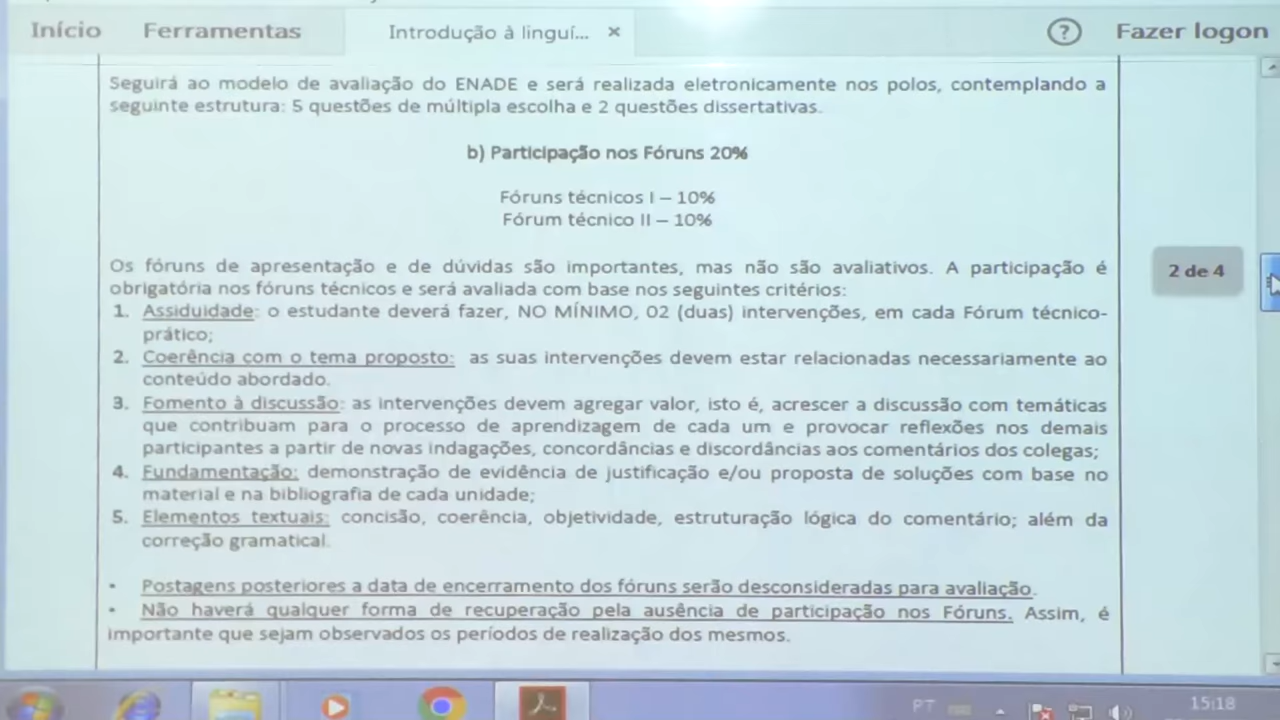 Início Ferramentas Introdução à linguí... × ? Fazer logon
Seguirá ao modelo de avaliação do ENADE e será realizada eletronicamente nos polos, contemplando a
seguinte estrutura: 5 questões de múltipla escolha e 2 questões dissertativas.
b) Participação nos Fóruns 20%
Fóruns técnicos I – 10%
Fórum técnico II – 10%
Os fóruns de apresentação e de dúvidas são importantes, mas não são avaliativos. A participação é
obrigatória nos fóruns técnicos e será avaliada com base nos seguintes critérios:
2 de 4
1. Assiduidade: o estudante deverá fazer, NO MÍNIMO, 02 (duas) intervenções, em cada Fórum técnico-
prático;
2. Coerência com o tema proposto: as suas intervenções devem estar relacionadas necessariamente ao
conteúdo abordado.
3. Fomento à discussão: as intervenções devem agregar valor, isto é, acrescer a discussão com temáticas
que contribuam para o processo de aprendizagem de cada um e provocar reflexões nos demais
participantes a partir de novas indagações, concordâncias e discordâncias aos comentários dos colegas;
4. Fundamentação: demonstração de evidência de justificação e/ou proposta de soluções com base no
material e na bibliografia de cada unidade;
5. Elementos textuais: concisão, coerência, objetividade, estruturação lógica do comentário; além da
correção gramatical.
• Postagens posteriores a data de encerramento dos fóruns serão desconsideradas para avaliação.
• Não haverá qualquer forma de recuperação pela ausência de participação nos Fóruns. Assim, é
importante que sejam observados os períodos de realização dos mesmos.
PT 15:18